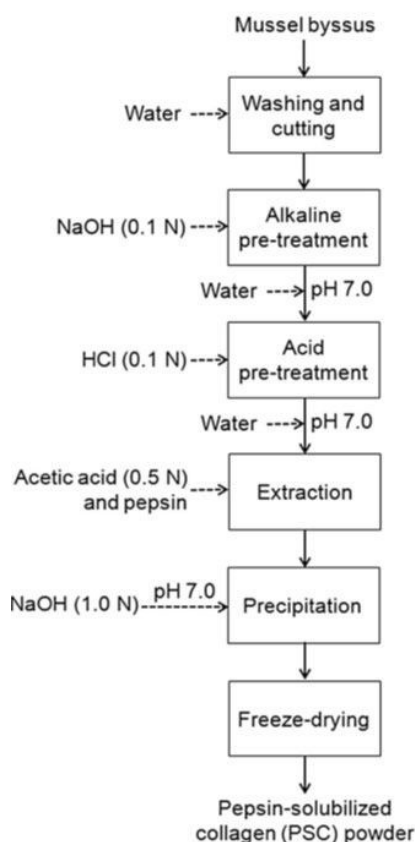 Mussel byssus
Water
Washing and
cutting
NaOH (0.1 N)
Alkaline
pre-treatment
Water
pH 7.0
HCl (0.1 N)
Acid
pre-treatment
Water
pH 7.0
Acetic acid (0.5 N)
and pepsin
Extraction
NaOH (1.0 N)
pH 7.0
Precipitation
Freeze-drying
Pepsin-solubilized
collagen (PSC) powder